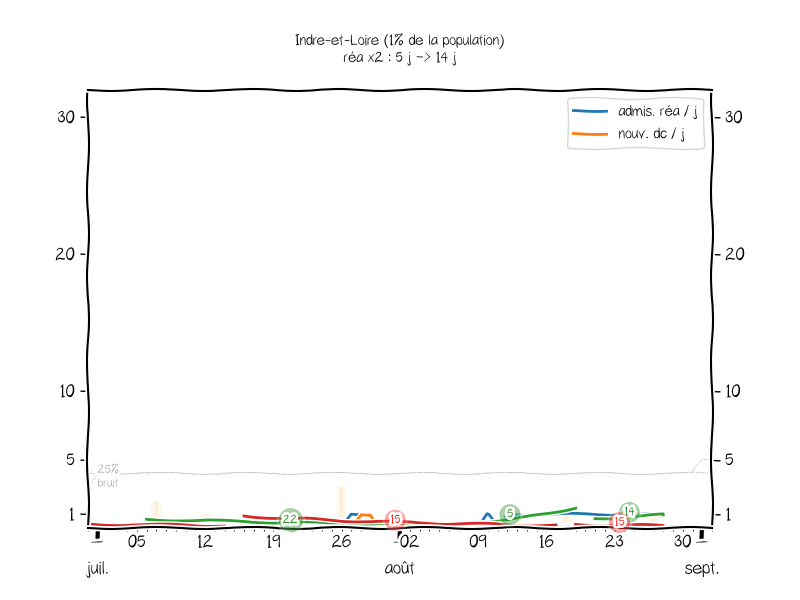 Indre-et-Loire (1% de la population)
réa x2 : 5 j -> 14 j
admis. réa / j
nouv. dc / j
30
30
20
20
10
10
5
5
25%
bruit
1
1
22
15
5
14
15
05 12 19 26 02 09 16 23 30
juil. août sept.